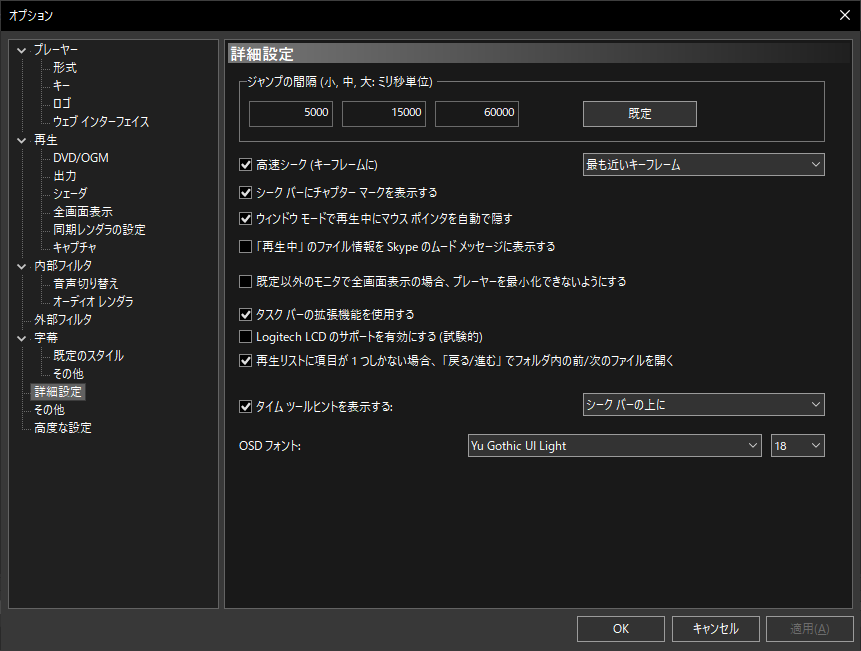 オプション
プレーヤー
形式
キー
ロゴ
ウェブ インターフェイス
再生
DVD/OGM
出力
シェーダ
全画面表示
同期レンダラの設定
キャプチャ
内部フィルタ
音声切り替え
オーディオ レンダラ
外部フィルタ
字幕
既定のスタイル
その他
詳細設定
その他
高度な設定
詳細設定
ジャンプの間隔 (小, 中, 大: ミリ秒単位)
5000 15000 60000 既定
高速シーク (キーフレームに) 最も近いキーフレーム
シーク バーにチャプター マークを表示する
ウィンドウ モードで再生中にマウス ポインタを自動で隠す
「再生中」のファイル情報を Skype のムード メッセージに表示する
既定以外のモニタで全画面表示の場合、プレーヤーを最小化できないようにする
タスク バーの拡張機能を使用する
Logitech LCD のサポートを有効にする (試験的)
再生リストに項目が 1 つしかない場合、「戻る/進む」でフォルダ内の前/次のファイルを開く
タイム ツールヒントを表示する: シーク バーの上に
OSD フォント: Yu Gothic UI Light 18
OK キャンセル 適用(A)